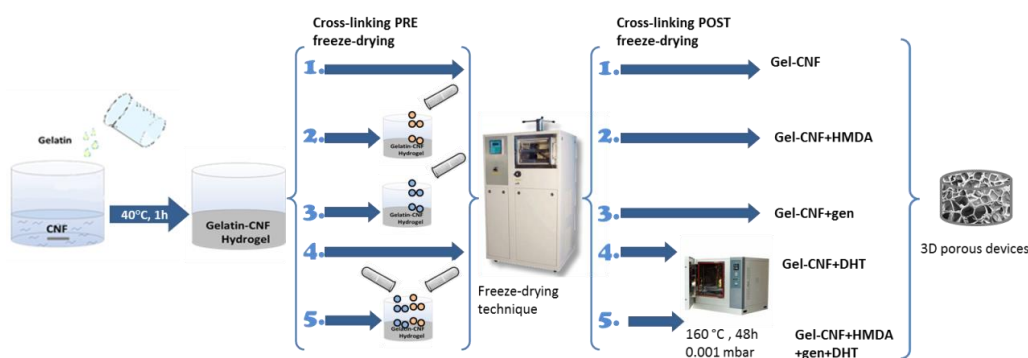 Cross-linking PRE
freeze-drying
Cross-linking POST
freeze-drying
Gelatin
CNF
40°C, 1h
Gelatin-CNF
Hydrogel
1.
2.
Gelatin-CNF
Hydrogel
3.
Gelatin-CNF
Hydrogel
4.
5.
Gelatin-CNF
Hydrogel
Freeze-drying
technique
1.
Gel-CNF
2.
Gel-CNF+HMDA
3.
Gel-CNF+gen
4.
Gel-CNF+DHT
5.
160 °C , 48h
0.001 mbar
Gel-CNF+HMDA
+gen+DHT
3D porous devices